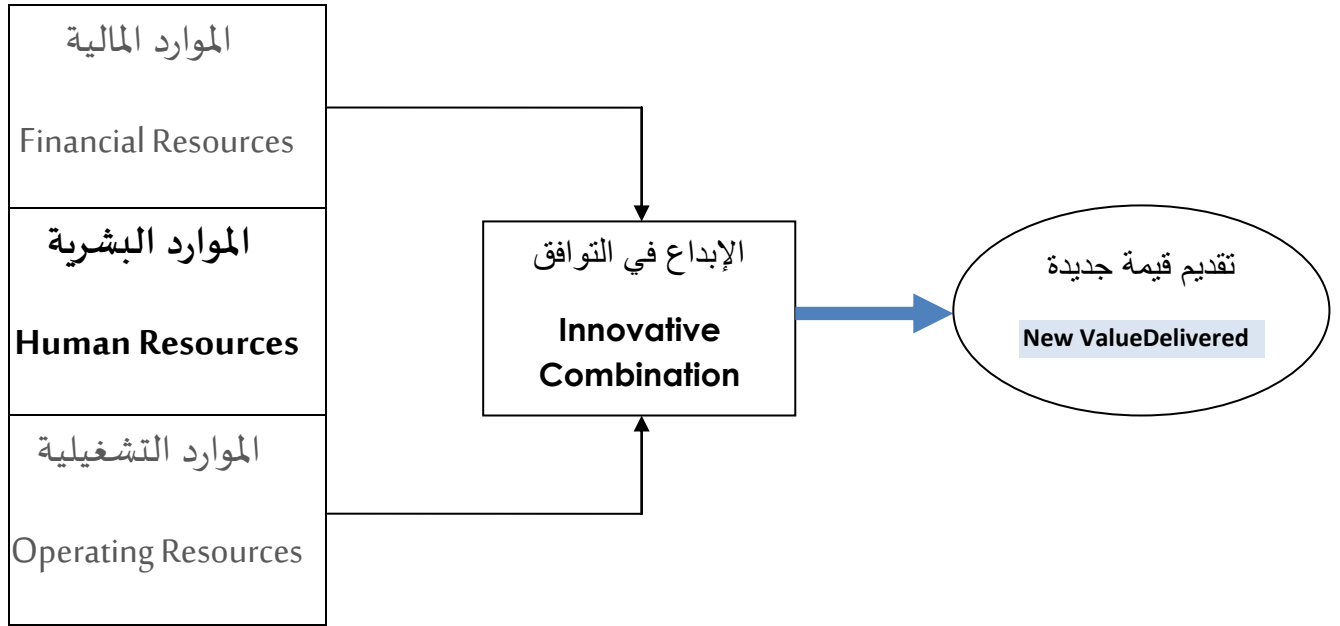 الموارد المالية
Financial Resources
الموارد البشرية
Human Resources
الموارد التشغيلية
Operating Resources
الإبداع في التوافق
Innovative
Combination
تقديم قيمة جديدة
New ValueDelivered